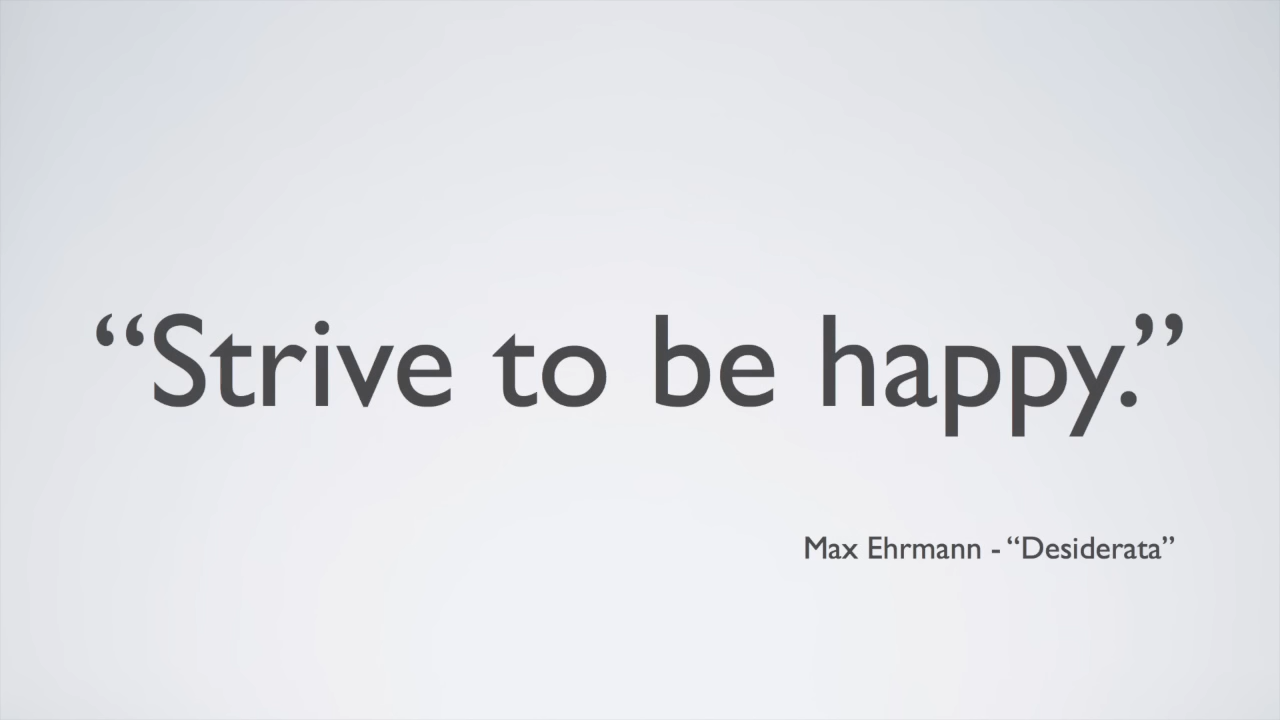 “Strive to be happy.”
Max Ehrmann - “Desiderata”